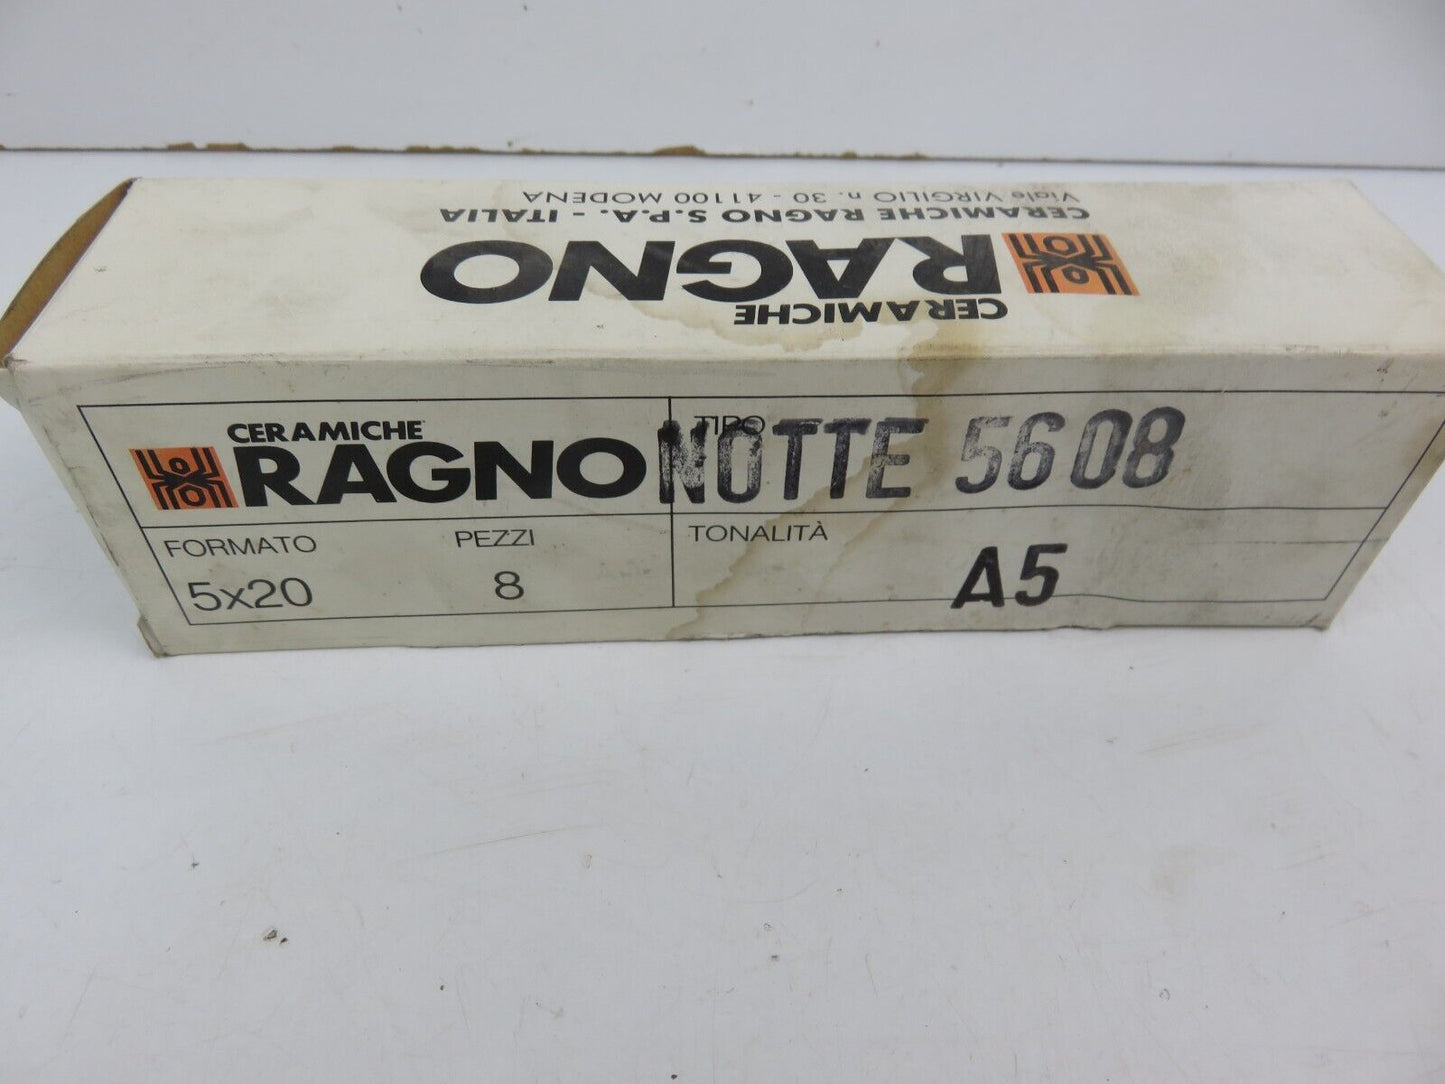 CERAMICHE
RAGNO
CERAMICHE RAGNO S.P.A. - ITALIA
Viale VIRGILIO n. 30 - 41100 MODENA
CERAMICHE
RAGNO
TIPO
NOTTE 5608
FORMATO
5x20
PEZZI
8
TONALITÀ
A5